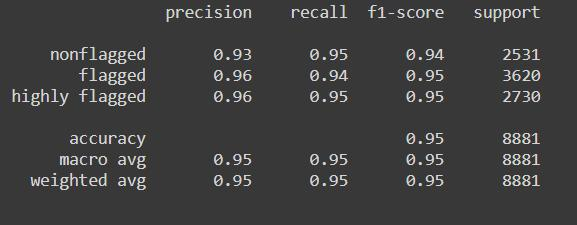 precision recall f1-score support
nonflagged 0.93 0.95 0.94 2531
flagged 0.96 0.94 0.95 3620
highly flagged 0.96 0.95 0.95 2730
accuracy 0.95 8881
macro avg 0.95 0.95 0.95 8881
weighted avg 0.95 0.95 0.95 8881